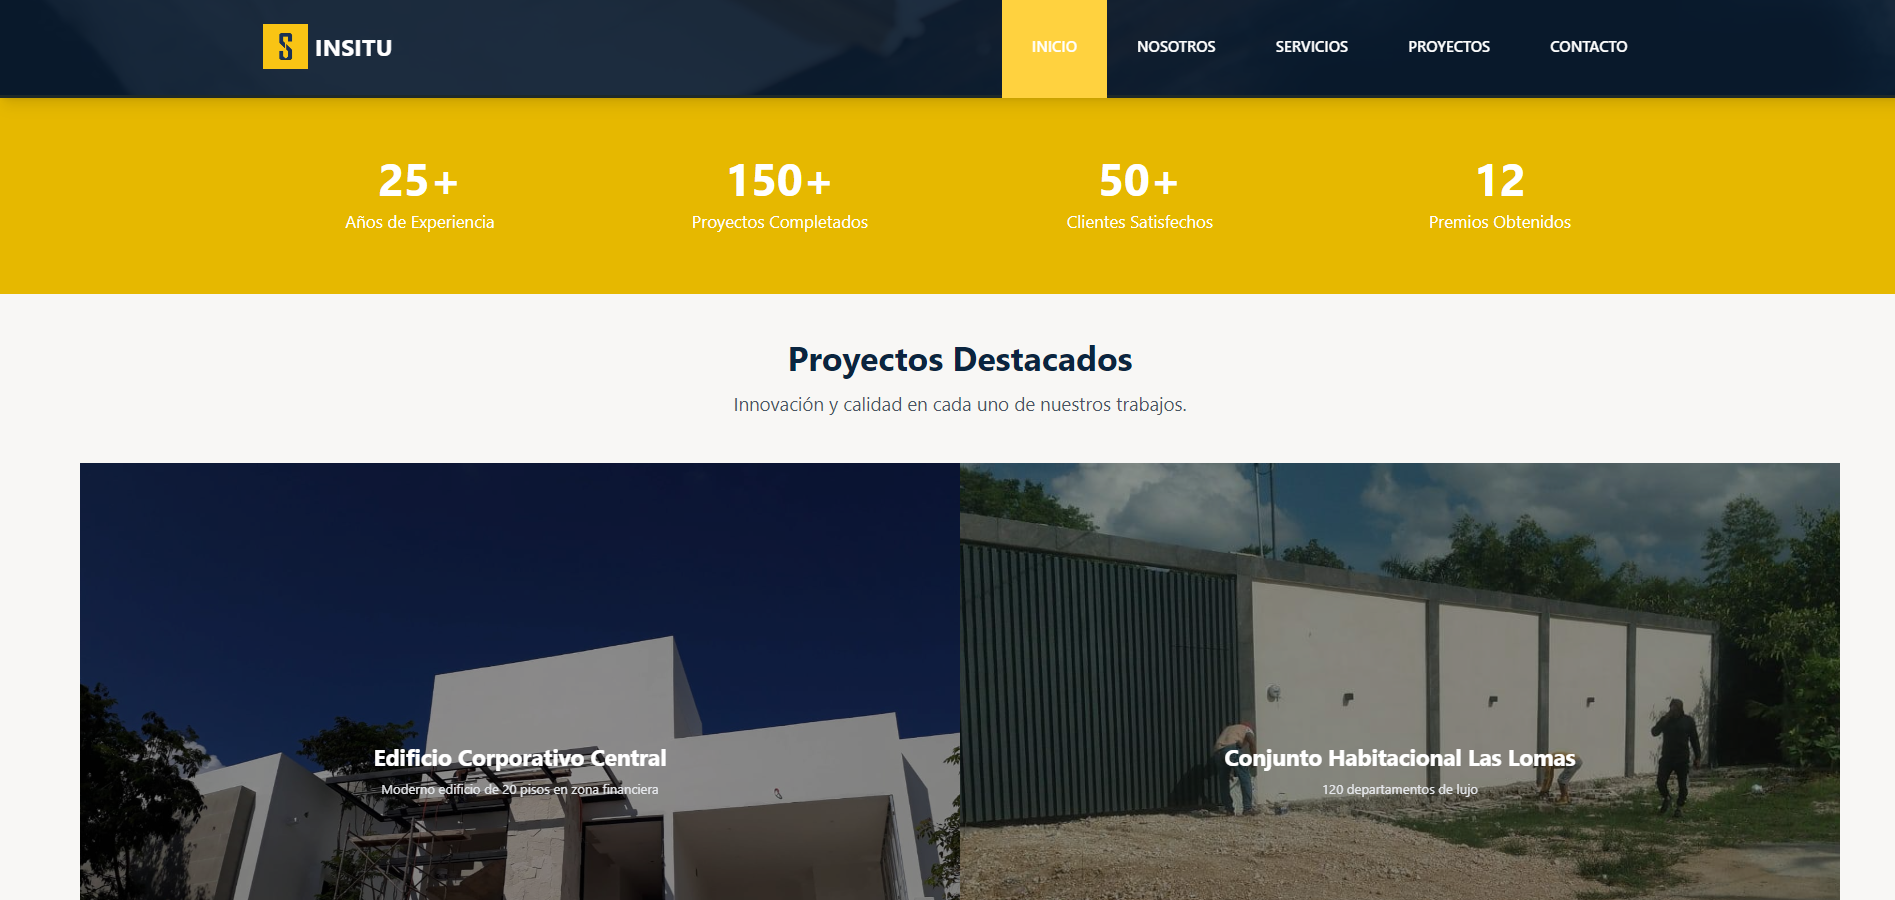 INSITU
INICIO NOSOTROS SERVICIOS PROYECTOS CONTACTO
25+ 150+ 50+ 12
Años de Experiencia Proyectos Completados Clientes Satisfechos Premios Obtenidos
Proyectos Destacados
Innovación y calidad en cada uno de nuestros trabajos.
Edificio Corporativo Central
Moderno edificio de 20 pisos en zona financiera
Conjunto Habitacional Las Lomas
120 departamentos de lujo